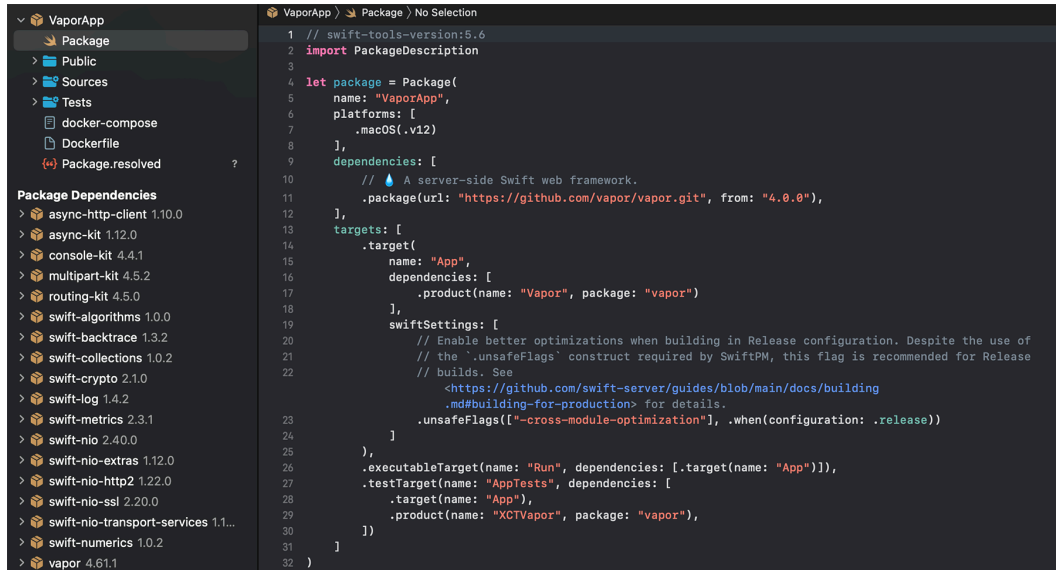 VaporApp
Package
Public
Sources
Tests
docker-compose
Dockerfile
Package.resolved ?
Package Dependencies
async-http-client 1.10.0
async-kit 1.12.0
console-kit 4.4.1
multipart-kit 4.5.2
routing-kit 4.5.0
swift-algorithms 1.0.0
swift-backtrace 1.3.2
swift-collections 1.0.2
swift-crypto 2.1.0
swift-log 1.4.2
swift-metrics 2.3.1
swift-nio 2.40.0
swift-nio-extras 1.12.0
swift-nio-http2 1.22.0
swift-nio-ssl 2.20.0
swift-nio-transport-services 1.1...
swift-numerics 1.0.2
vapor 4.61.1
VaporApp 〉 Package 〉 No Selection
1 // swift-tools-version:5.6
2 import PackageDescription
3
4 let package = Package(
5     name: "VaporApp",
6     platforms: [
7        .macOS(.v12)
8     ],
9     dependencies: [
10         // 💧 A server-side Swift web framework.
11         .package(url: "https://github.com/vapor/vapor.git", from: "4.0.0"),
12     ],
13     targets: [
14         .target(
15             name: "App",
16             dependencies: [
17                 .product(name: "Vapor", package: "vapor")
18             ],
19             swiftSettings: [
20                 // Enable better optimizations when building in Release configuration. Despite the use of
21                 // the `.unsafeFlags` construct required by SwiftPM, this flag is recommended for Release
22                 // builds. See
                    <https://github.com/swift-server/guides/blob/main/docs/building
                    .md#building-for-production> for details.
23                 .unsafeFlags(["-cross-module-optimization"], .when(configuration: .release))
24             ]
25         ),
26         .executableTarget(name: "Run", dependencies: [.target(name: "App")]),
27         .testTarget(name: "AppTests", dependencies: [
28             .target(name: "App"),
29             .product(name: "XCTVapor", package: "vapor"),
30         ])
31     ]
32 )